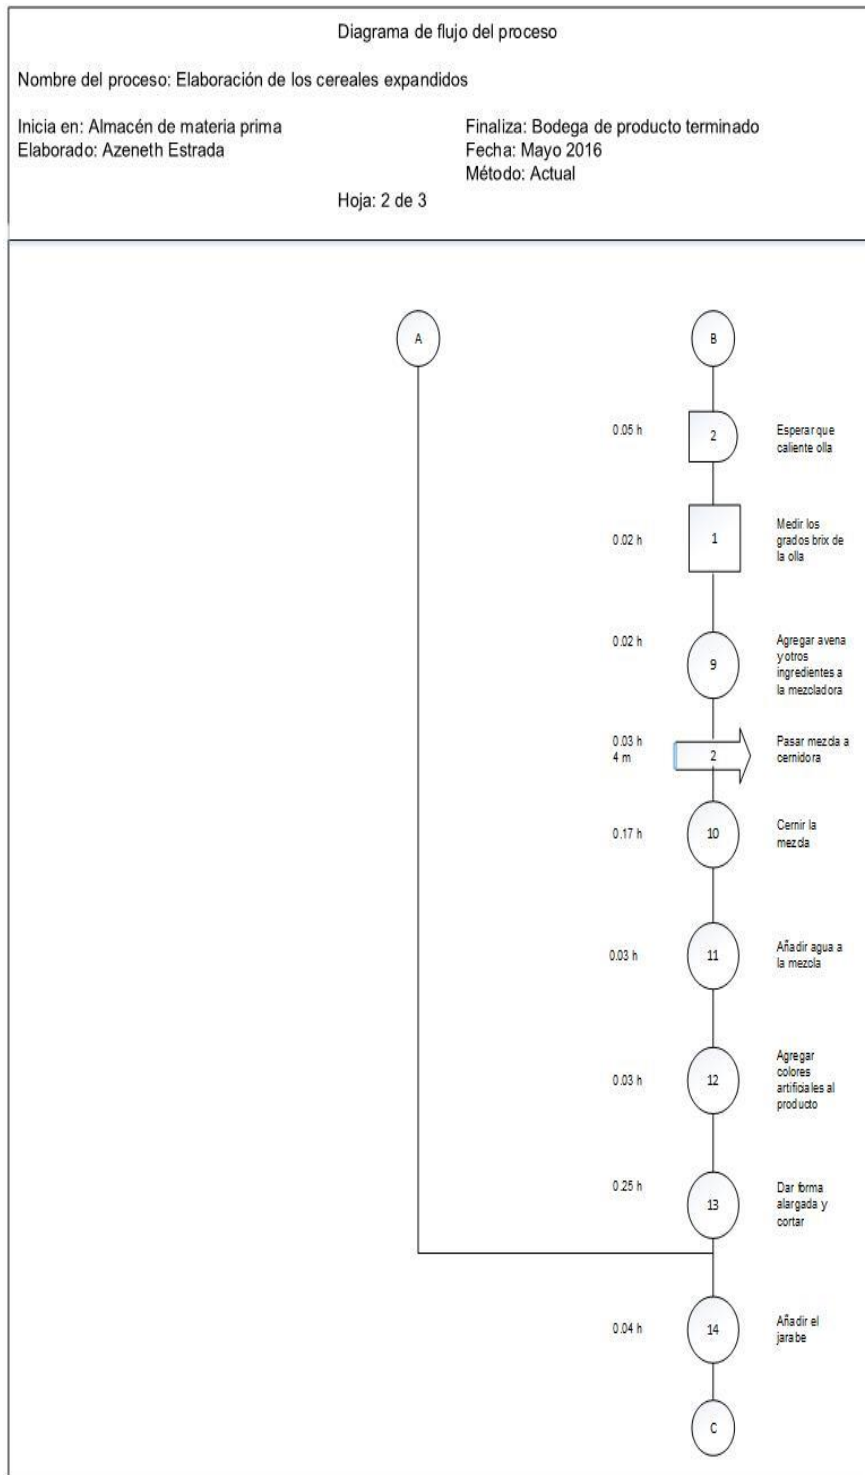 Diagrama de flujo del proceso
Nombre del proceso: Elaboración de los cereales expandidos
Inicia en: Almacén de materia prima
Finaliza: Bodega de producto terminado
Elaborado: Azeneth Estrada
Fecha: Mayo 2016
Método: Actual
Hoja: 2 de 3
A
B
0.05 h
2
Esperar que
caliente olla
0.02 h
1
Medir los
grados brix de
la olla
0.02 h
9
Agregar avena
y otros
ingredientes a
la mezcladora
0.03 h
4 m
2
Pasar mezcla a
cernidora
0.17 h
10
Cernir la
mezcla
0.03 h
11
Añadir agua a
la mezcla
0.03 h
12
Agregar
colores
artificiales al
producto
0.25 h
13
Dar forma
alargada y
cortar
0.04 h
14
Añadir el
jarabe
C